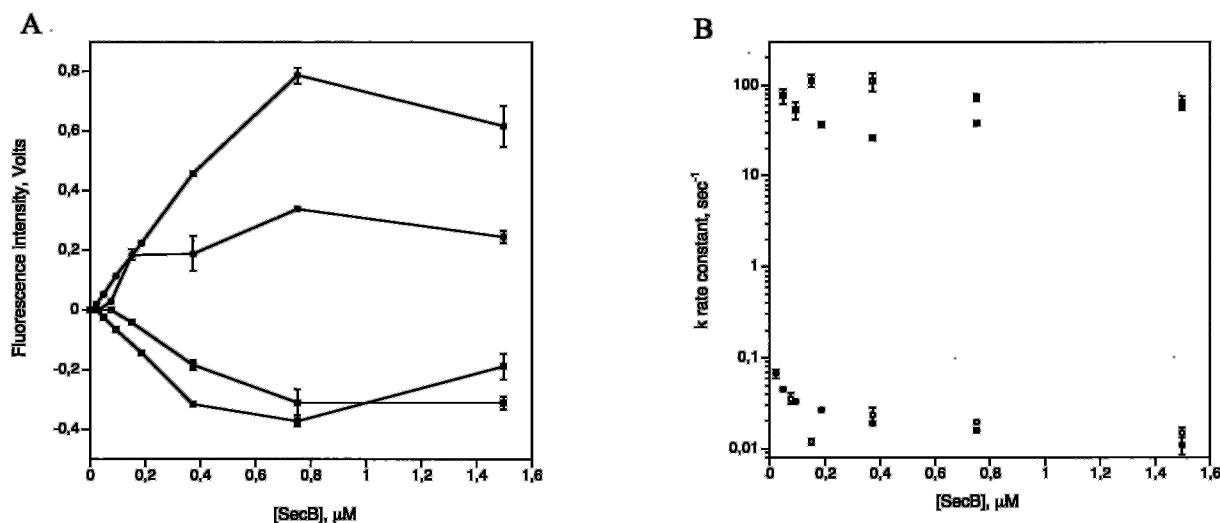 A
B
0,8
0,6
0,4
0,2
0
-0,2
-0,4
Fluorescence intensity, Volts
0 0,2 0,4 0,6 0,8 1 1,2 1,4 1,6
[SecB], μM
100
10
1
0,1
0,01
k rate constant, sec⁻¹
0 0,2 0,4 0,6 0,8 1 1,2 1,4 1,6
[SecB], μM